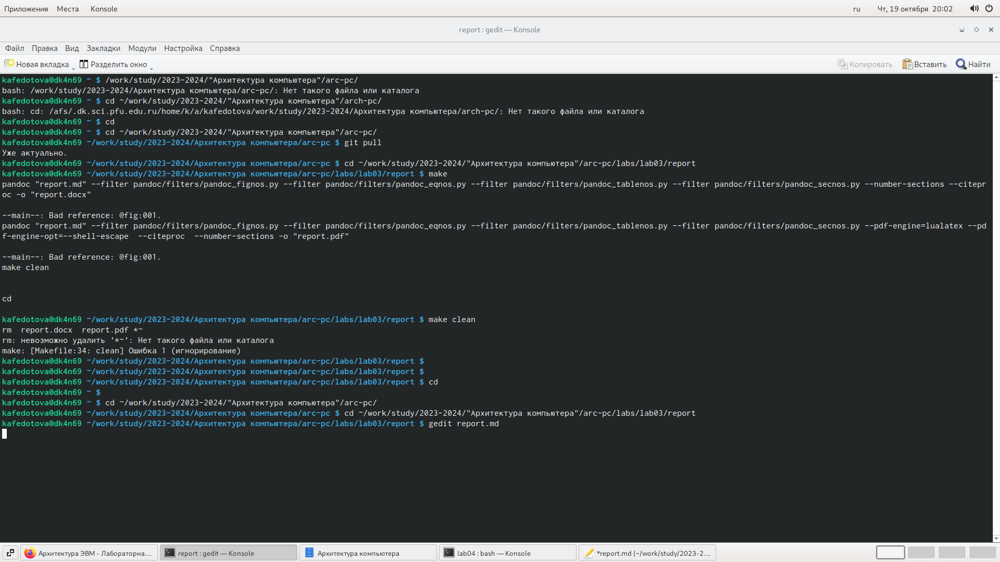 Приложения Места Konsole ru Чт, 19 октября 20:02
report : gedit — Konsole
Файл Правка Вид Закладки Модули Настройка Справка
Новая вкладка Разделить окно Копировать Вставить Найти
kafedotova@dk4n69 ~ $ /work/study/2023-2024/"Архитектура компьютера"/arc-pc/
bash: /work/study/2023-2024/Архитектура компьютера/arc-pc/: Нет такого файла или каталога
kafedotova@dk4n69 ~ $ cd ~/work/study/2023-2024/"Архитектура компьютера"/arch-pc/
bash: cd: /afs/.dk.sci.pfu.edu.ru/home/k/a/kafedotova/work/study/2023-2024/Архитектура компьютера/arch-pc/: Нет такого файла или каталога
kafedotova@dk4n69 ~ $ cd
kafedotova@dk4n69 ~ $ cd ~/work/study/2023-2024/"Архитектура компьютера"/arc-pc/
kafedotova@dk4n69 ~/work/study/2023-2024/Архитектура компьютера/arc-pc $ git pull
Уже актуально.
kafedotova@dk4n69 ~/work/study/2023-2024/Архитектура компьютера/arc-pc $ cd ~/work/study/2023-2024/"Архитектура компьютера"/arc-pc/labs/lab03/report
kafedotova@dk4n69 ~/work/study/2023-2024/Архитектура компьютера/arc-pc/labs/lab03/report $ make
pandoc "report.md" --filter pandoc/filters/pandoc_fignos.py --filter pandoc/filters/pandoc_eqnos.py --filter pandoc/filters/pandoc_tablenos.py --filter pandoc/filters/pandoc_secnos.py --number-sections --citepr
oc -o "report.docx"
--main--: Bad reference: @fig:001.
pandoc "report.md" --filter pandoc/filters/pandoc_fignos.py --filter pandoc/filters/pandoc_eqnos.py --filter pandoc/filters/pandoc_tablenos.py --filter pandoc/filters/pandoc_secnos.py --pdf-engine=lualatex --pd
f-engine-opt=--shell-escape  --citeproc  --number-sections -o "report.pdf"
--main--: Bad reference: @fig:001.
make clean
cd
kafedotova@dk4n69 ~/work/study/2023-2024/Архитектура компьютера/arc-pc/labs/lab03/report $ make clean
rm  report.docx  report.pdf *~
rm: невозможно удалить '*~': Нет такого файла или каталога
make: [Makefile:34: clean] Ошибка 1 (игнорирование)
kafedotova@dk4n69 ~/work/study/2023-2024/Архитектура компьютера/arc-pc/labs/lab03/report $
kafedotova@dk4n69 ~/work/study/2023-2024/Архитектура компьютера/arc-pc/labs/lab03/report $
kafedotova@dk4n69 ~/work/study/2023-2024/Архитектура компьютера/arc-pc/labs/lab03/report $ cd
kafedotova@dk4n69 ~ $
kafedotova@dk4n69 ~ $ cd ~/work/study/2023-2024/"Архитектура компьютера"/arc-pc/
kafedotova@dk4n69 ~/work/study/2023-2024/Архитектура компьютера/arc-pc $ cd ~/work/study/2023-2024/"Архитектура компьютера"/arc-pc/labs/lab03/report
kafedotova@dk4n69 ~/work/study/2023-2024/Архитектура компьютера/arc-pc/labs/lab03/report $ gedit report.md
Архитектура ЭВМ - Лабораторна... report : gedit — Konsole Архитектура компьютера lab04 : bash — Konsole *report.md (~/work/study/2023-2...